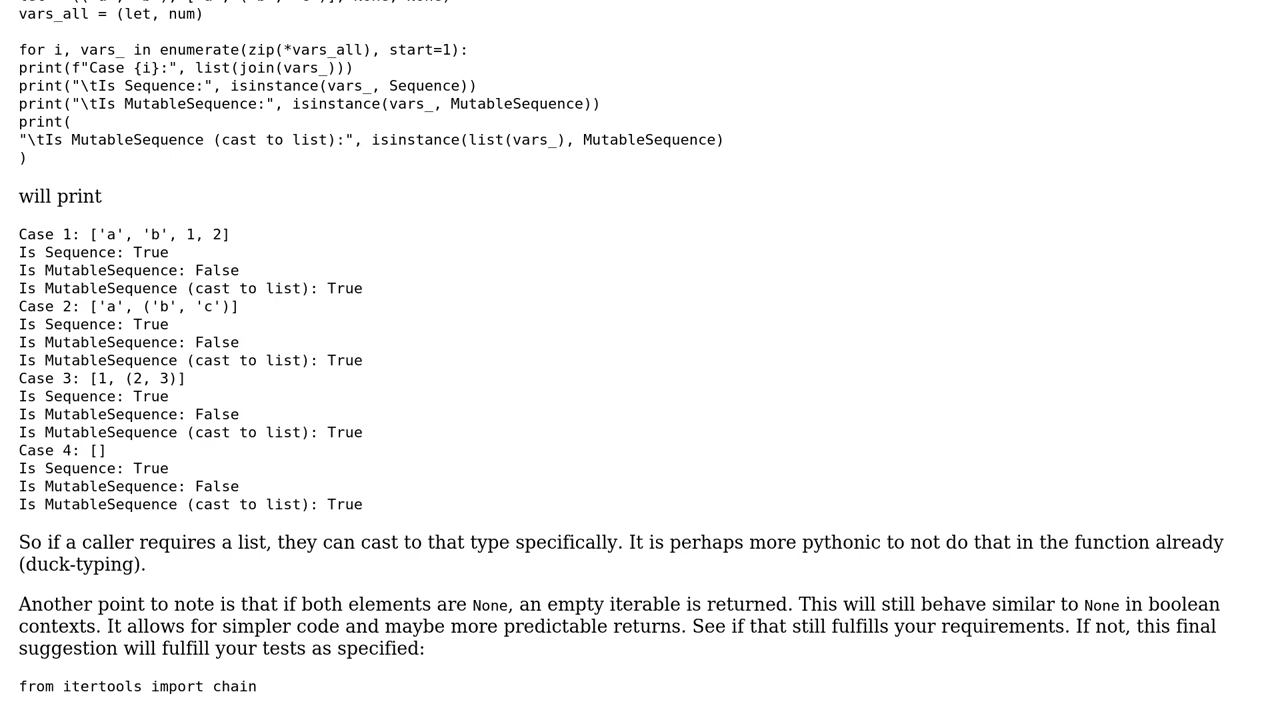 vars_all = (let, num)
for i, vars_ in enumerate(zip(*vars_all), start=1):
print(f"Case {i}:", list(join(vars_)))
print("\tIs Sequence:", isinstance(vars_, Sequence))
print("\tIs MutableSequence:", isinstance(vars_, MutableSequence))
print(
"\tIs MutableSequence (cast to list):", isinstance(list(vars_), MutableSequence)
)
will print
Case 1: ['a', 'b', 1, 2]
Is Sequence: True
Is MutableSequence: False
Is MutableSequence (cast to list): True
Case 2: ['a', ('b', 'c')]
Is Sequence: True
Is MutableSequence: False
Is MutableSequence (cast to list): True
Case 3: [1, (2, 3)]
Is Sequence: True
Is MutableSequence: False
Is MutableSequence (cast to list): True
Case 4: []
Is Sequence: True
Is MutableSequence: False
Is MutableSequence (cast to list): True
So if a caller requires a list, they can cast to that type specifically. It is perhaps more pythonic to not do that in the function already
(duck-typing).
Another point to note is that if both elements are None, an empty iterable is returned. This will still behave similar to None in boolean
contexts. It allows for simpler code and maybe more predictable returns. See if that still fulfills your requirements. If not, this final
suggestion will fulfill your tests as specified:
from itertools import chain